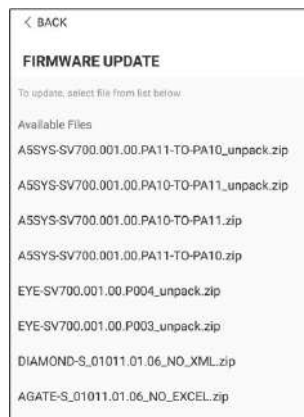 < BACK
FIRMWARE UPDATE
To update, select file from list below
Available Files
A5SYS-SV700.001.00.PA11-TO-PA10_unpack.zip
A5SYS-SV700.001.00.PA10-TO-PA11_unpack.zip
A5SYS-SV700.001.00.PA10-TO-PA11.zip
A5SYS-SV700.001.00.PA11-TO-PA10.zip
EYE-SV700.001.00.P004_unpack.zip
EYE-SV700.001.00.P003_unpack.zip
DIAMOND-S_01011.01.06_NO_XML.zip
AGATE-S_01011.01.06_NO_EXCEL.zip